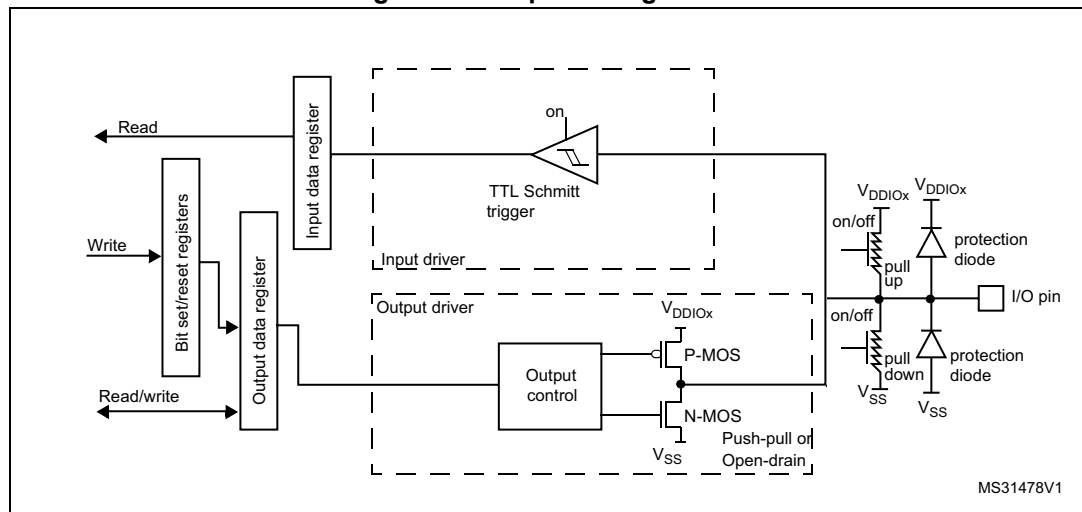 Read
Input data register
on
TTL Schmitt
trigger
Input driver
Write
Bit set/reset registers
Read/write
Output data register
Output driver
VDDIOx
P-MOS
Output
control
N-MOS
VSS
Push-pull or
Open-drain
VDDIOx
VDDIOx
on/off
pull
up
protection
diode
I/O pin
on/off
pull
down
protection
diode
VSS
VSS
MS31478V1